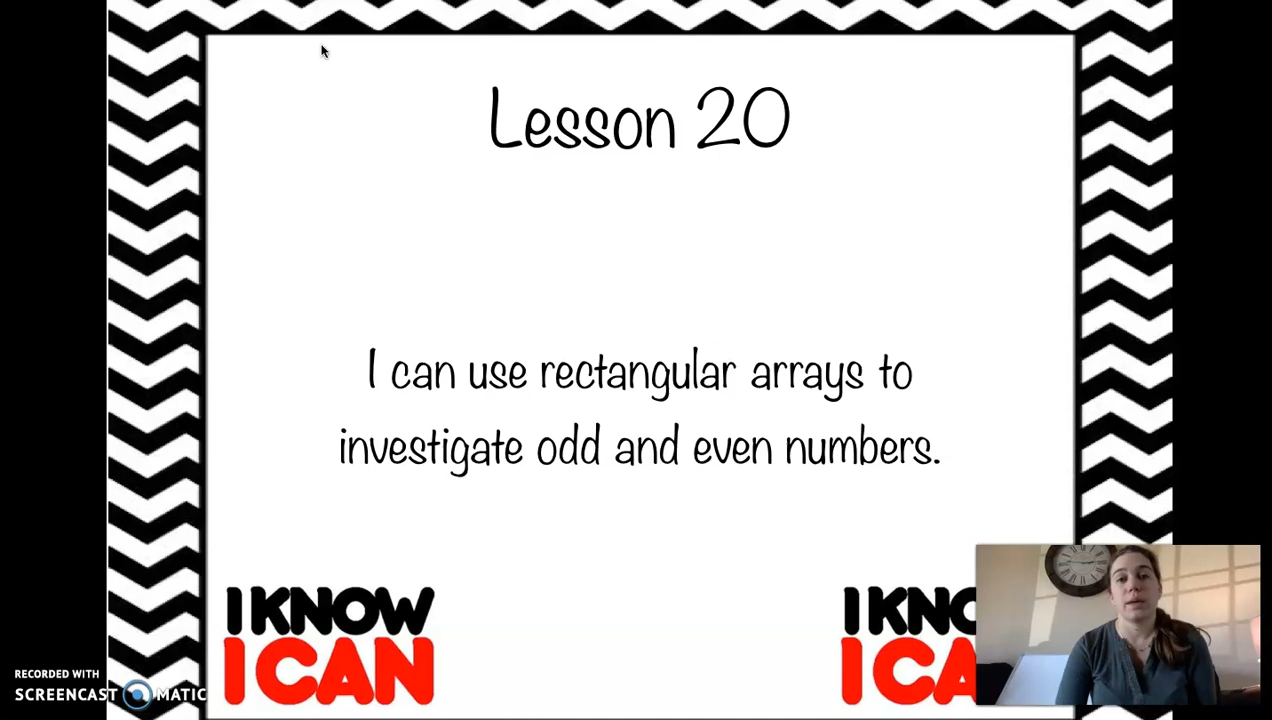 Lesson 20
I can use rectangular arrays to
investigate odd and even numbers.
I KNOW
I CAN
I KNO
I CA
RECORDED WITH
SCREENCAST MATIC